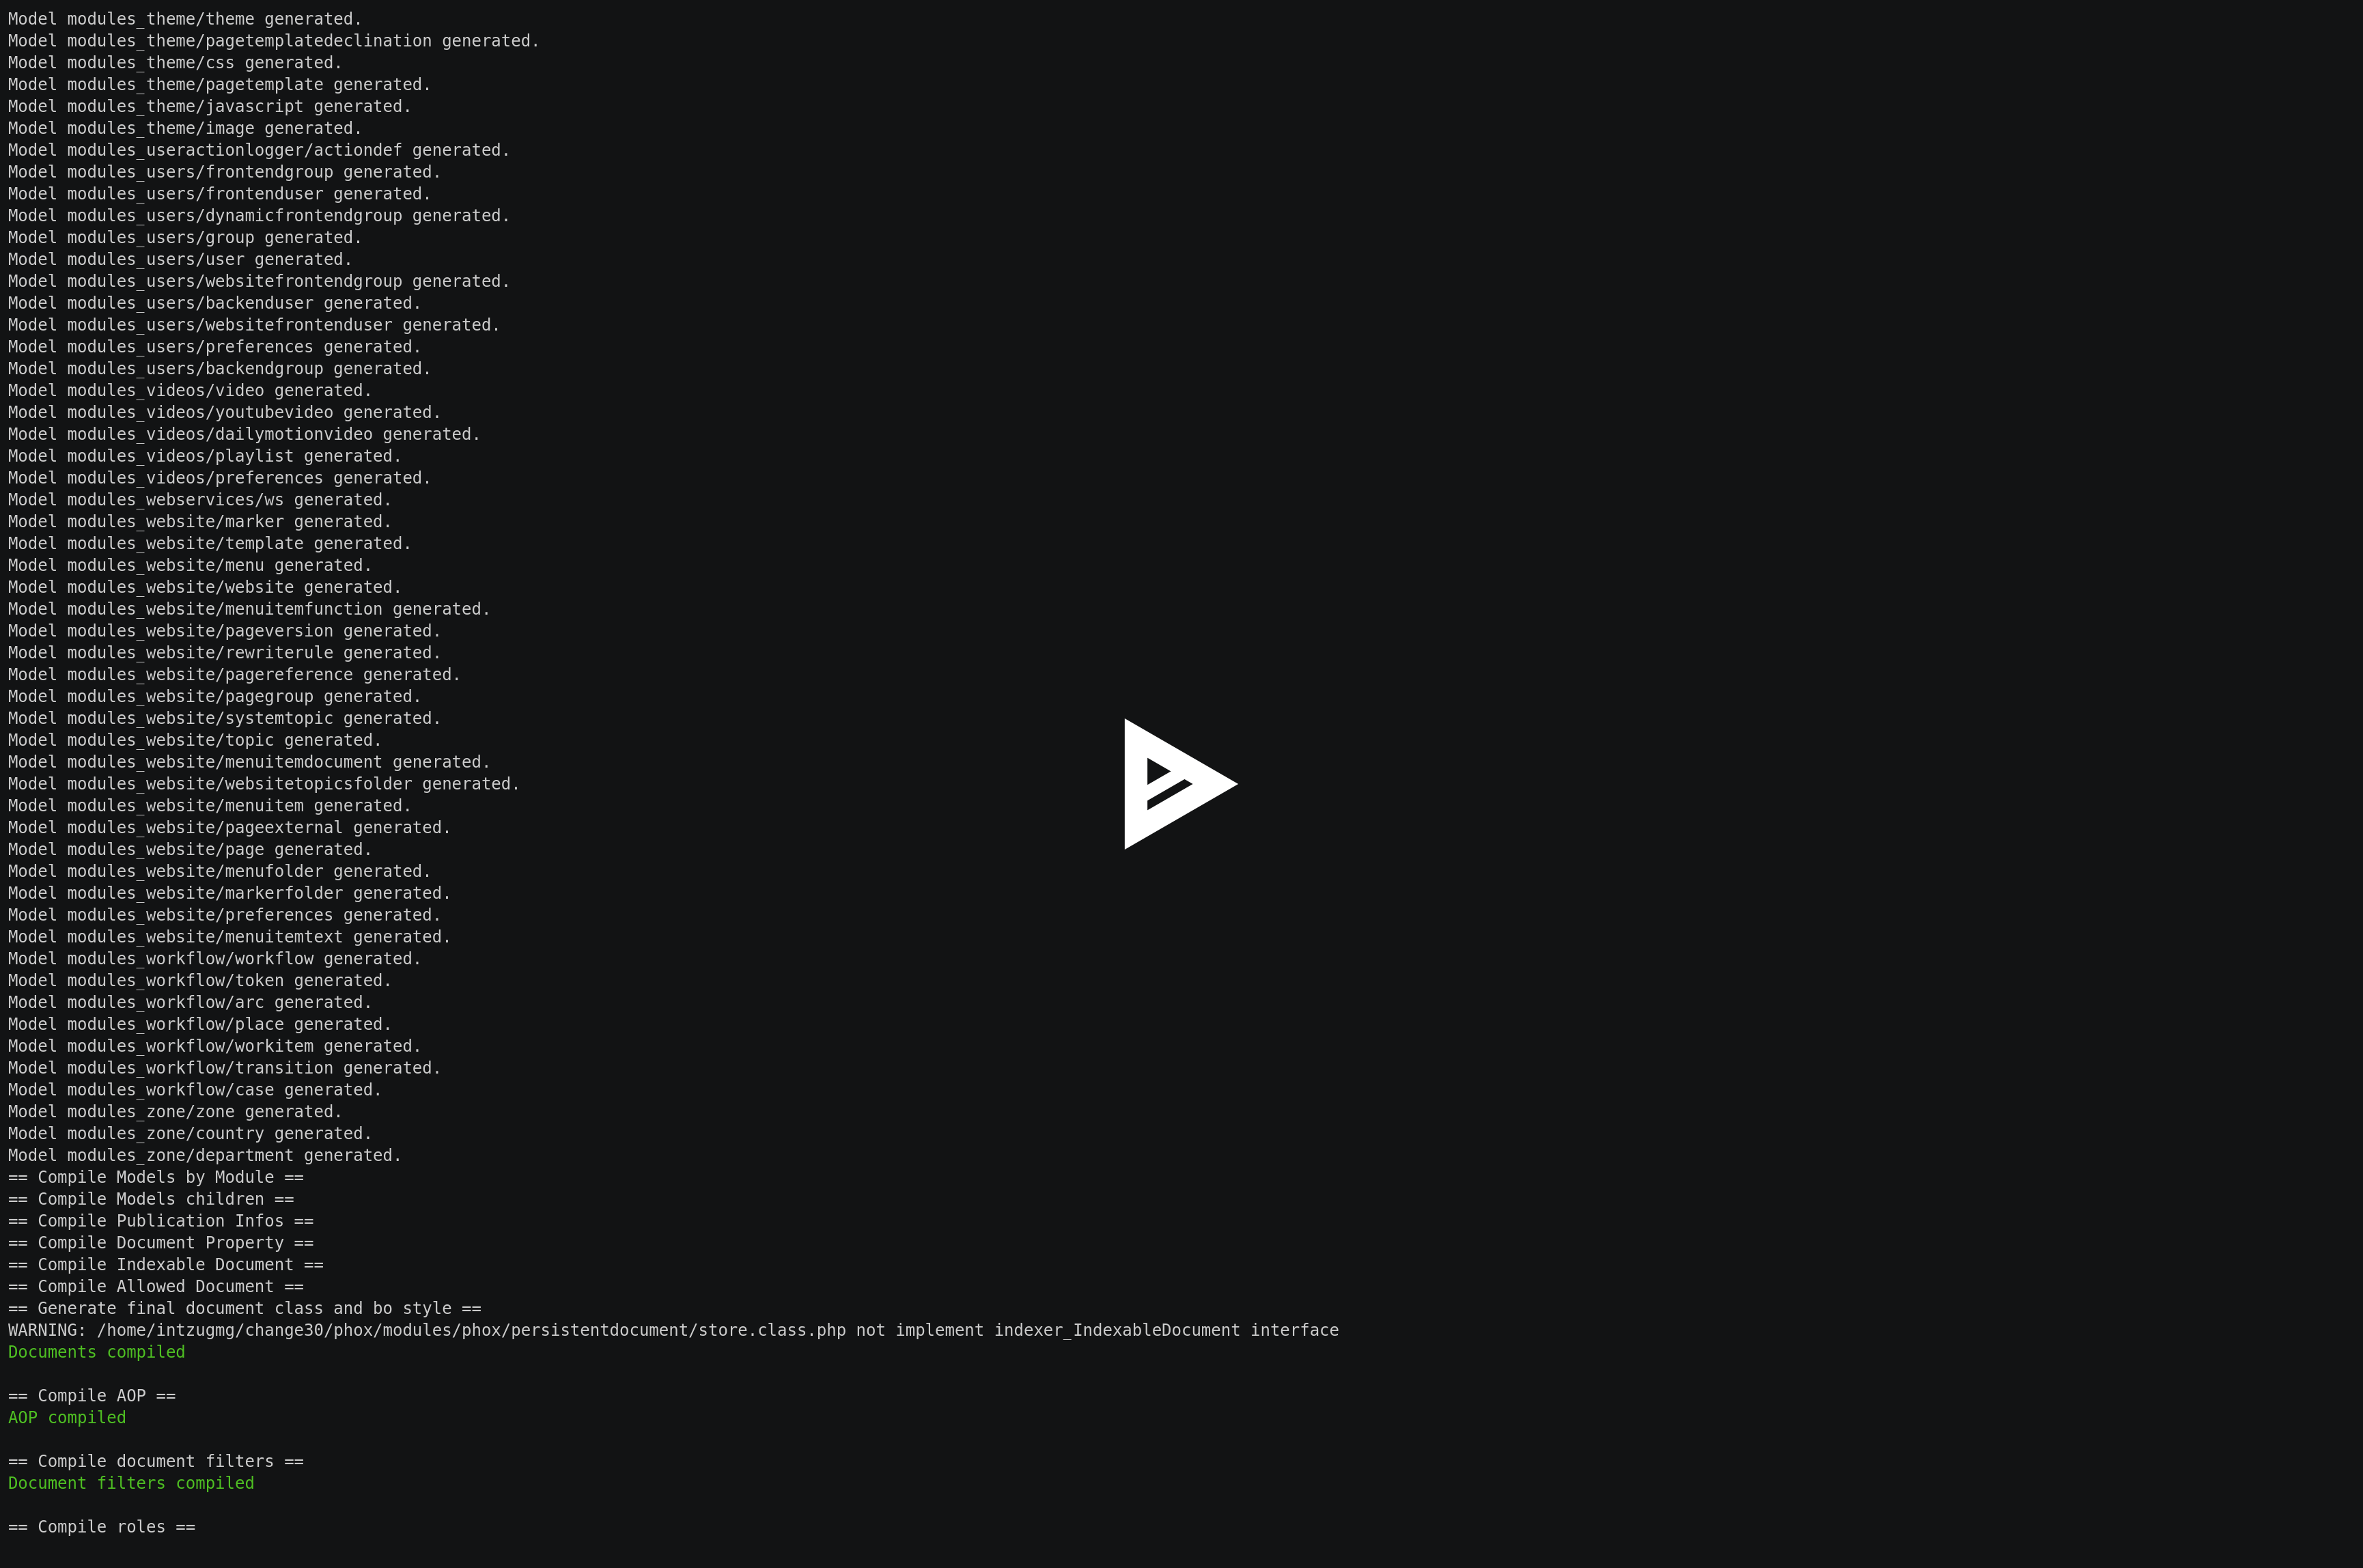 Model modules_theme/theme generated.
Model modules_theme/pagetemplatedeclination generated.
Model modules_theme/css generated.
Model modules_theme/pagetemplate generated.
Model modules_theme/javascript generated.
Model modules_theme/image generated.
Model modules_useractionlogger/actiondef generated.
Model modules_users/frontendgroup generated.
Model modules_users/frontenduser generated.
Model modules_users/dynamicfrontendgroup generated.
Model modules_users/group generated.
Model modules_users/user generated.
Model modules_users/websitefrontendgroup generated.
Model modules_users/backenduser generated.
Model modules_users/websitefrontenduser generated.
Model modules_users/preferences generated.
Model modules_users/backendgroup generated.
Model modules_videos/video generated.
Model modules_videos/youtubevideo generated.
Model modules_videos/dailymotionvideo generated.
Model modules_videos/playlist generated.
Model modules_videos/preferences generated.
Model modules_webservices/ws generated.
Model modules_website/marker generated.
Model modules_website/template generated.
Model modules_website/menu generated.
Model modules_website/website generated.
Model modules_website/menuitemfunction generated.
Model modules_website/pageversion generated.
Model modules_website/rewriterule generated.
Model modules_website/pagereference generated.
Model modules_website/pagegroup generated.
Model modules_website/systemtopic generated.
Model modules_website/topic generated.
Model modules_website/menuitemdocument generated.
Model modules_website/websitetopicsfolder generated.
Model modules_website/menuitem generated.
Model modules_website/pageexternal generated.
Model modules_website/page generated.
Model modules_website/menufolder generated.
Model modules_website/markerfolder generated.
Model modules_website/preferences generated.
Model modules_website/menuitemtext generated.
Model modules_workflow/workflow generated.
Model modules_workflow/token generated.
Model modules_workflow/arc generated.
Model modules_workflow/place generated.
Model modules_workflow/workitem generated.
Model modules_workflow/transition generated.
Model modules_workflow/case generated.
Model modules_zone/zone generated.
Model modules_zone/country generated.
Model modules_zone/department generated.
== Compile Models by Module ==
== Compile Models children ==
== Compile Publication Infos ==
== Compile Document Property ==
== Compile Indexable Document ==
== Compile Allowed Document ==
== Generate final document class and bo style ==
WARNING: /home/intzugmg/change30/phox/modules/phox/persistentdocument/store.class.php not implement indexer_IndexableDocument interface
Documents compiled
== Compile AOP ==
AOP compiled
== Compile document filters ==
Document filters compiled
== Compile roles ==